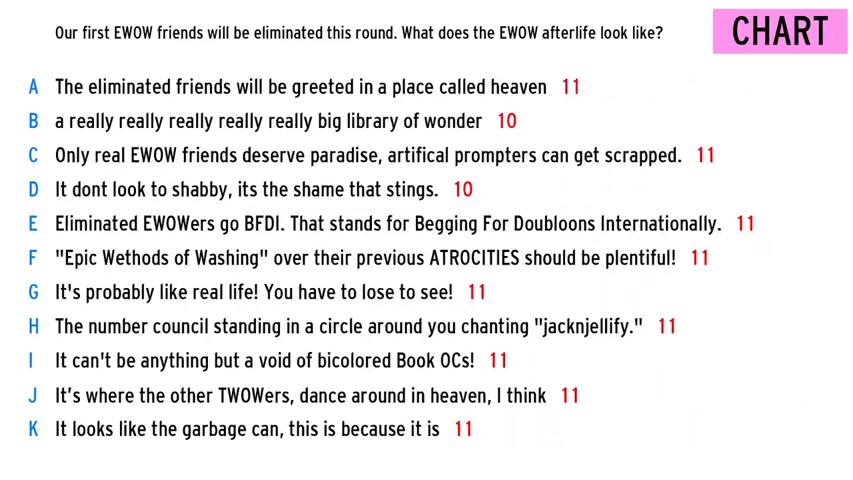 Our first EWOW friends will be eliminated this round. What does the EWOW afterlife look like?
CHART
A The eliminated friends will be greeted in a place called heaven 11
B a really really really really really big library of wonder 10
C Only real EWOW friends deserve paradise, artifical prompters can get scrapped. 11
D It dont look to shabby, its the shame that stings. 10
E Eliminated EWOWers go BFDI. That stands for Begging For Doubloons Internationally. 11
F "Epic Wethods of Washing" over their previous ATROCITIES should be plentiful! 11
G It's probably like real life! You have to lose to see! 11
H The number council standing in a circle around you chanting "jacknjellify." 11
I It can't be anything but a void of bicolored Book OCs! 11
J It’s where the other TWOWers, dance around in heaven, I think 11
K It looks like the garbage can, this is because it is 11